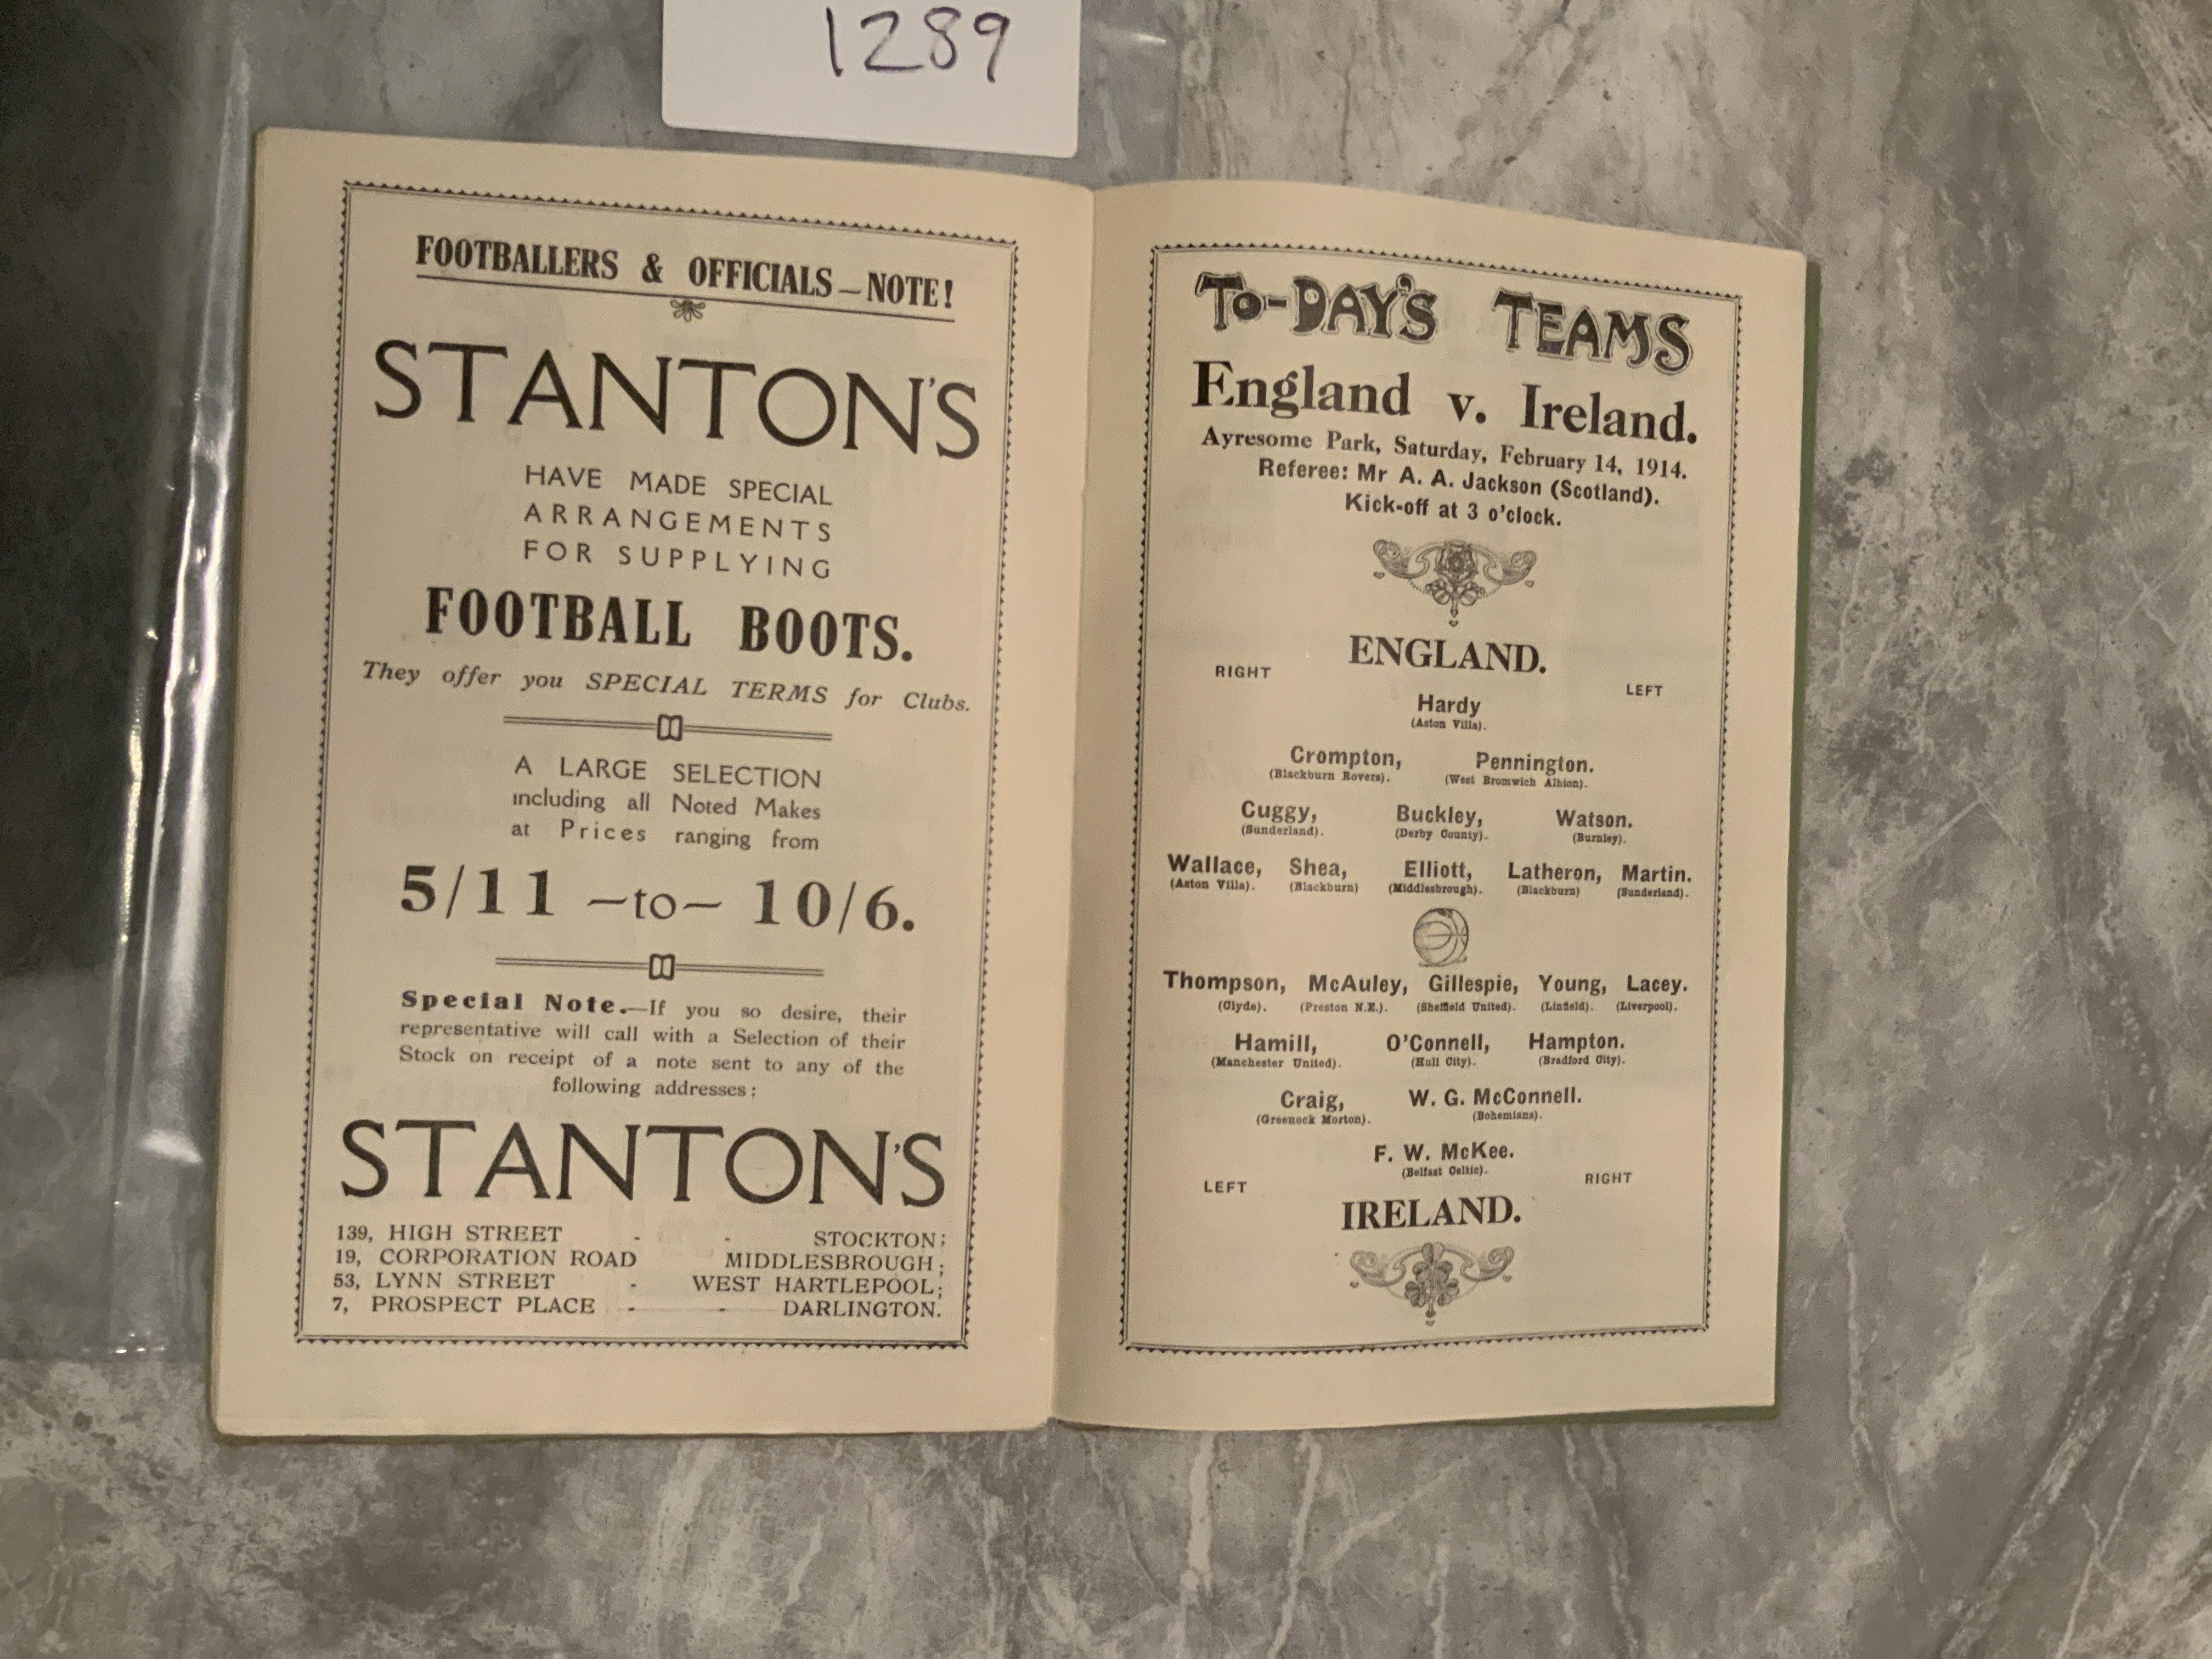 1289
FOOTBALLERS & OFFICIALS—NOTE!
STANTON'S
HAVE MADE SPECIAL
ARRANGEMENTS
FOR SUPPLYING
FOOTBALL BOOTS.
They offer you SPECIAL TERMS for Clubs.
A LARGE SELECTION
including all Noted Makes
at Prices ranging from
5/11 —to— 10/6.
Special Note.—If you so desire, their
representative will call with a Selection of their
Stock on receipt of a note sent to any of the
following addresses:
STANTON'S
139, HIGH STREET - - STOCKTON;
19, CORPORATION ROAD MIDDLESBROUGH;
53, LYNN STREET - WEST HARTLEPOOL;
7, PROSPECT PLACE - - DARLINGTON.
TO-DAY'S TEAMS
England v. Ireland.
Ayresome Park, Saturday, February 14, 1914.
Referee: Mr A. A. Jackson (Scotland).
Kick-off at 3 o'clock.
ENGLAND.
RIGHT LEFT
Hardy
(Aston Villa).
Crompton, Pennington.
(Blackburn Rovers). (West Bromwich Albion).
Cuggy, Buckley, Watson.
(Sunderland). (Derby County). (Burnley).
Wallace, Shea, Elliott, Latheron, Martin.
(Aston Villa). (Blackburn) (Middlesbrough). (Blackburn) (Sunderland).
Thompson, McAuley, Gillespie, Young, Lacey.
(Clyde). (Preston N.E.). (Sheffield United). (Linfield). (Liverpool).
Hamill, O'Connell, Hampton.
(Manchester United). (Hull City). (Bradford City).
Craig, W. G. McConnell.
(Greenock Morton). (Bohemians).
F. W. McKee.
(Belfast Celtic).
LEFT RIGHT
IRELAND.